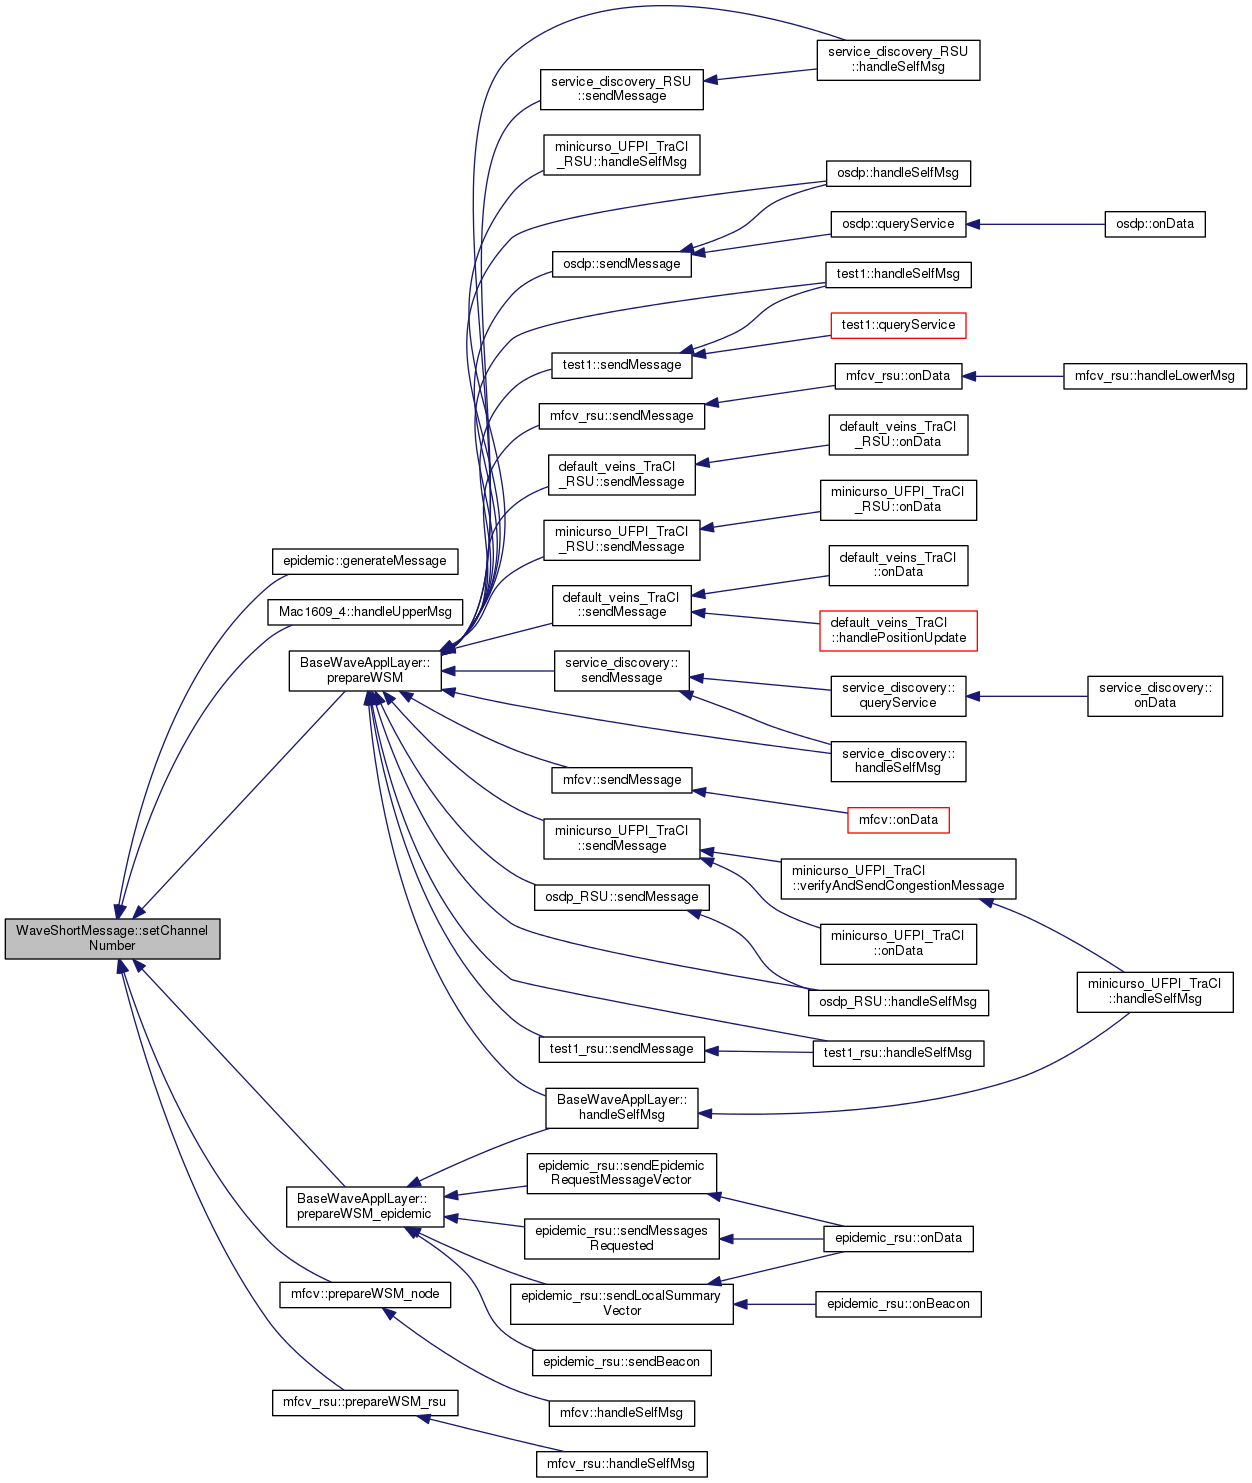 service_discovery_RSU
::handleSelfMsg
service_discovery_RSU
::sendMessage
minicurso_UFPI_TraCI
_RSU::handleSelfMsg
osdp::handleSelfMsg
osdp::queryService
osdp::onData
osdp::sendMessage
test1::handleSelfMsg
test1::queryService
test1::sendMessage
mfcv_rsu::onData
mfcv_rsu::handleLowerMsg
mfcv_rsu::sendMessage
default_veins_TraCI
_RSU::onData
default_veins_TraCI
_RSU::sendMessage
minicurso_UFPI_TraCI
_RSU::onData
minicurso_UFPI_TraCI
_RSU::sendMessage
default_veins_TraCI
::onData
epidemic::generateMessage
default_veins_TraCI
::sendMessage
Mac1609_4::handleUpperMsg
default_veins_TraCI
::handlePositionUpdate
BaseWaveApplLayer::
prepareWSM
service_discovery::
sendMessage
service_discovery::
queryService
service_discovery::
onData
service_discovery::
handleSelfMsg
mfcv::sendMessage
mfcv::onData
minicurso_UFPI_TraCI
::sendMessage
minicurso_UFPI_TraCI
::verifyAndSendCongestionMessage
osdp_RSU::sendMessage
WaveShortMessage::setChannel
Number
minicurso_UFPI_TraCI
::onData
minicurso_UFPI_TraCI
::handleSelfMsg
osdp_RSU::handleSelfMsg
test1_rsu::sendMessage
test1_rsu::handleSelfMsg
BaseWaveApplLayer::
handleSelfMsg
epidemic_rsu::sendEpidemic
RequestMessageVector
BaseWaveApplLayer::
prepareWSM_epidemic
epidemic_rsu::sendMessages
Requested
epidemic_rsu::onData
mfcv::prepareWSM_node
epidemic_rsu::sendLocalSummary
Vector
epidemic_rsu::onBeacon
epidemic_rsu::sendBeacon
mfcv_rsu::prepareWSM_rsu
mfcv::handleSelfMsg
mfcv_rsu::handleSelfMsg